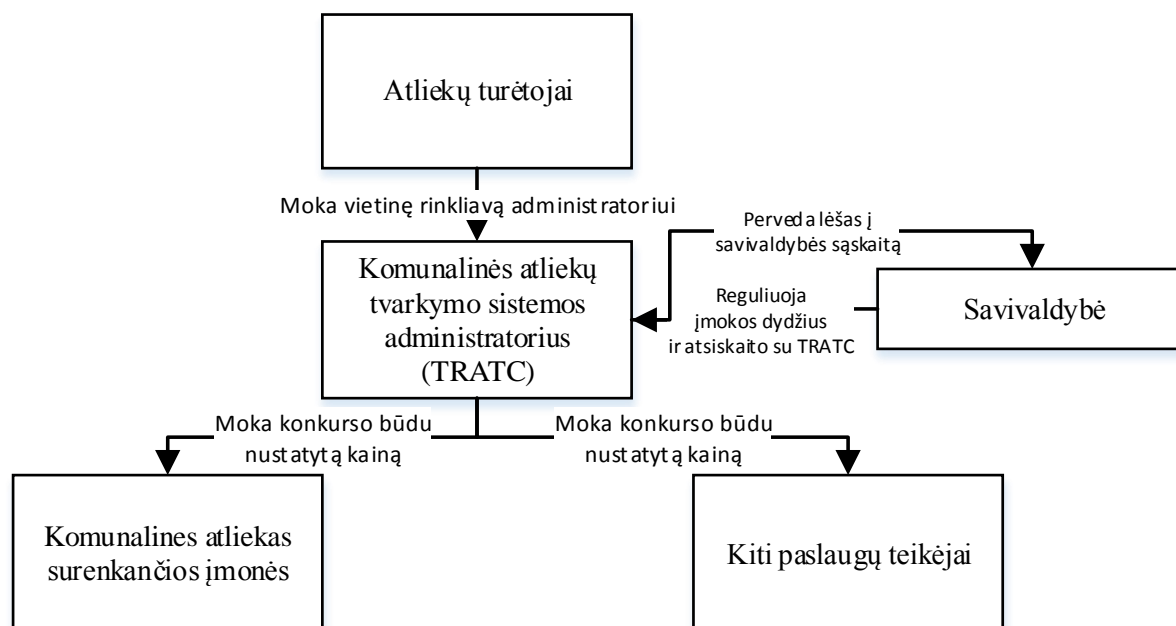 Atliekų turėtojai
Moka vietinę rinkliavą administratoriui
Perveda lėšas į
savivaldybės sąskaitą
Komunalinės atliekų
tvarkymo sistemos
administratorius
(TRATC)
Reguliuoja
įmokos dydžius
ir atsiskaito su TRATC
Savivaldybė
Moka konkurso būdu
nustatytą kainą
Moka konkurso būdu
nustatytą kainą
Komunalines atliekas
surenkančios įmonės
Kiti paslaugų teikėjai